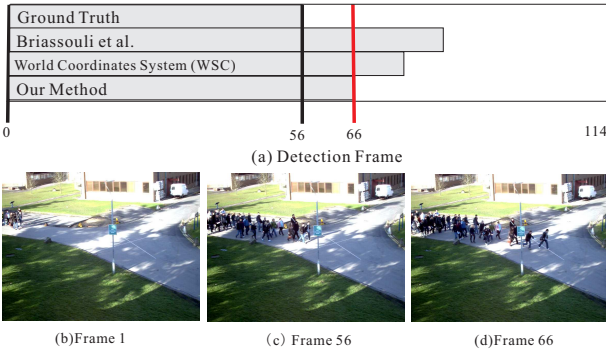 Ground Truth
Briassouli et al.
World Coordinates System (WSC)
Our Method
0 56 66 114
(a) Detection Frame
(b)Frame 1 (c) Frame 56 (d)Frame 66